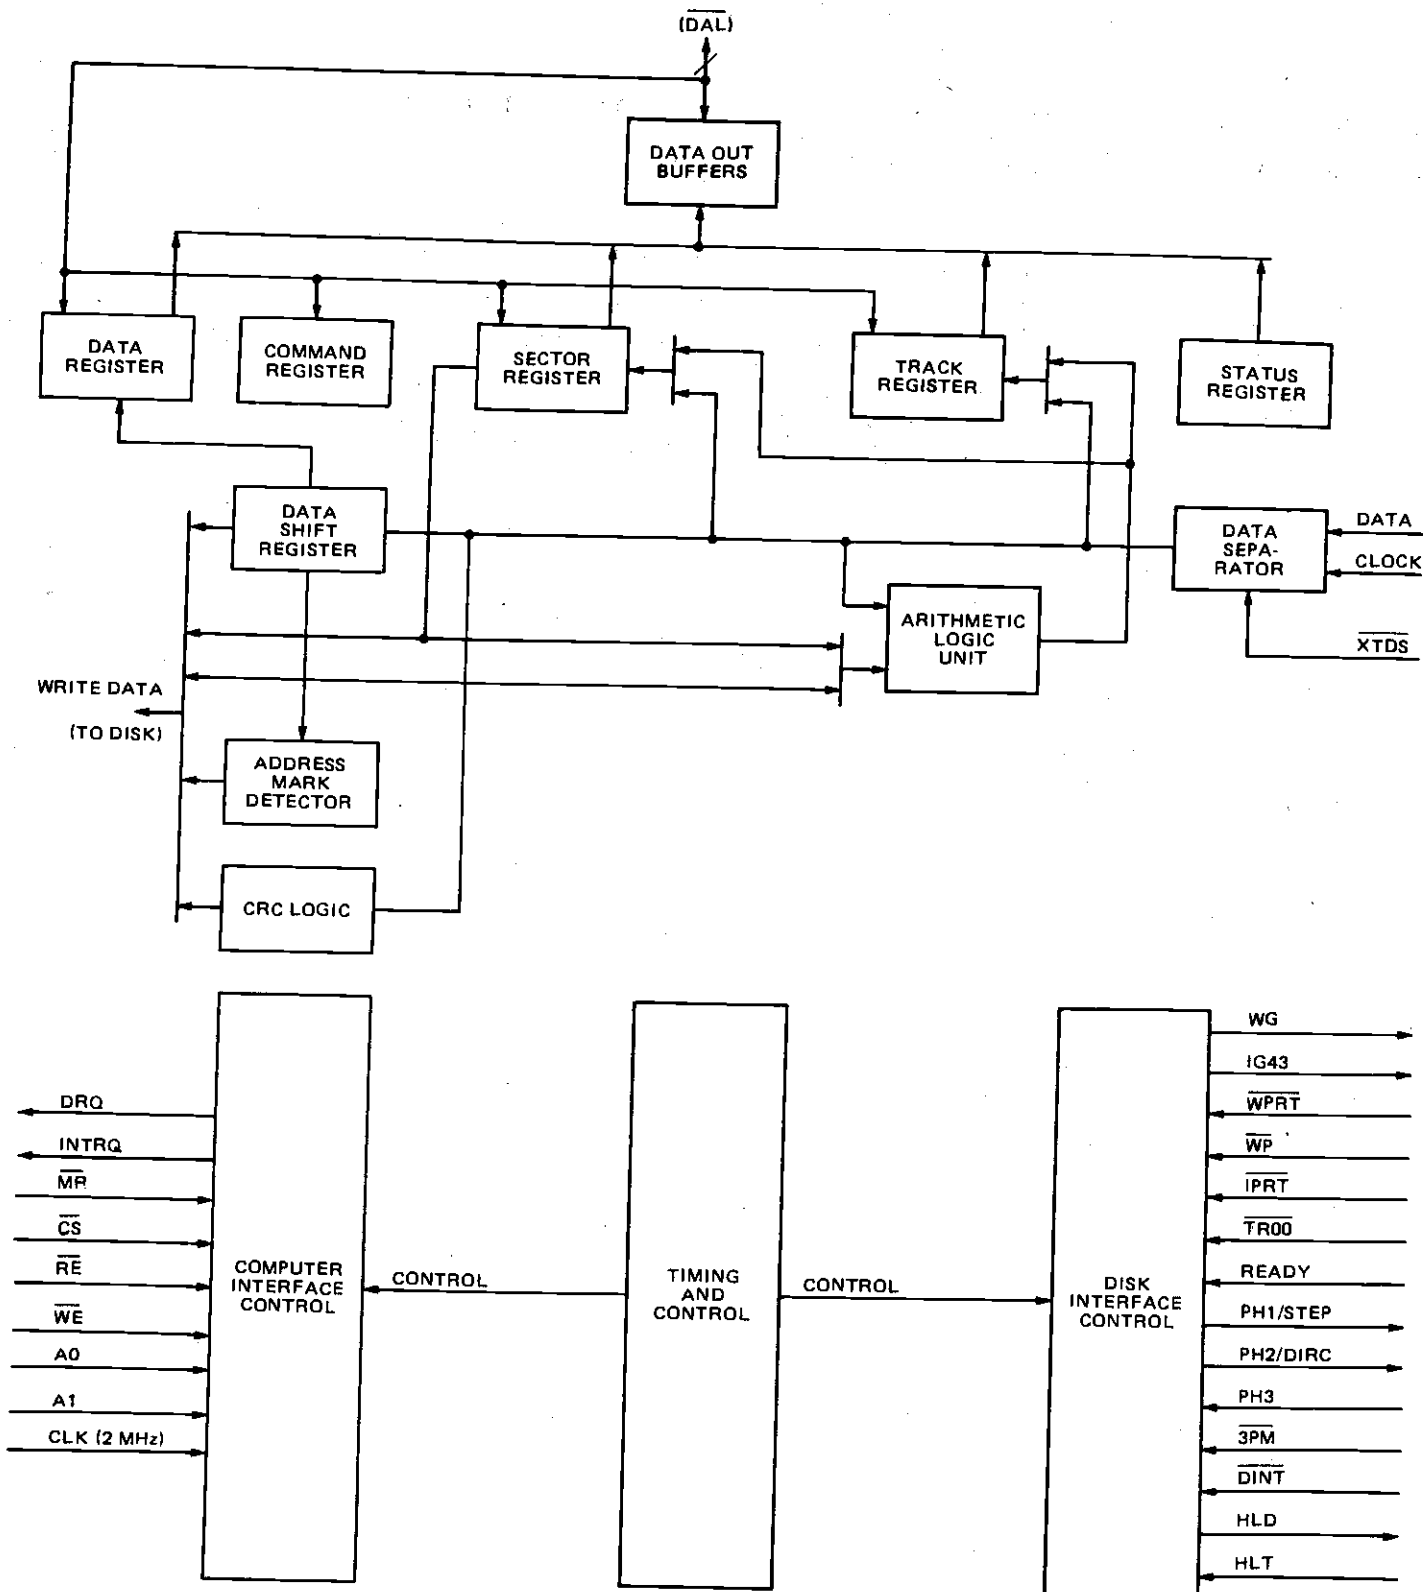 (DAL)
DATA OUT
BUFFERS
DATA
REGISTER
COMMAND
REGISTER
SECTOR
REGISTER
TRACK
REGISTER
STATUS
REGISTER
DATA
SHIFT
REGISTER
DATA
SEPA-
RATOR
DATA
CLOCK
XTDS
ARITHMETIC
LOGIC
UNIT
WRITE DATA
(TO DISK)
ADDRESS
MARK
DETECTOR
CRC LOGIC
DRQ
INTRQ
MR
CS
RE
WE
A0
A1
CLK (2 MHz)
COMPUTER
INTERFACE
CONTROL
CONTROL
TIMING
AND
CONTROL
CONTROL
DISK
INTERFACE
CONTROL
WG
IG43
WPRT
WP
IPRT
TR00
READY
PH1/STEP
PH2/DIRC
PH3
3PM
DINT
HLD
HLT